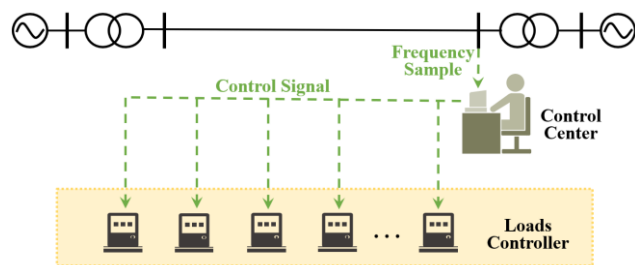 Frequency
Sample
Control Signal
Control
Center
Loads
Controller